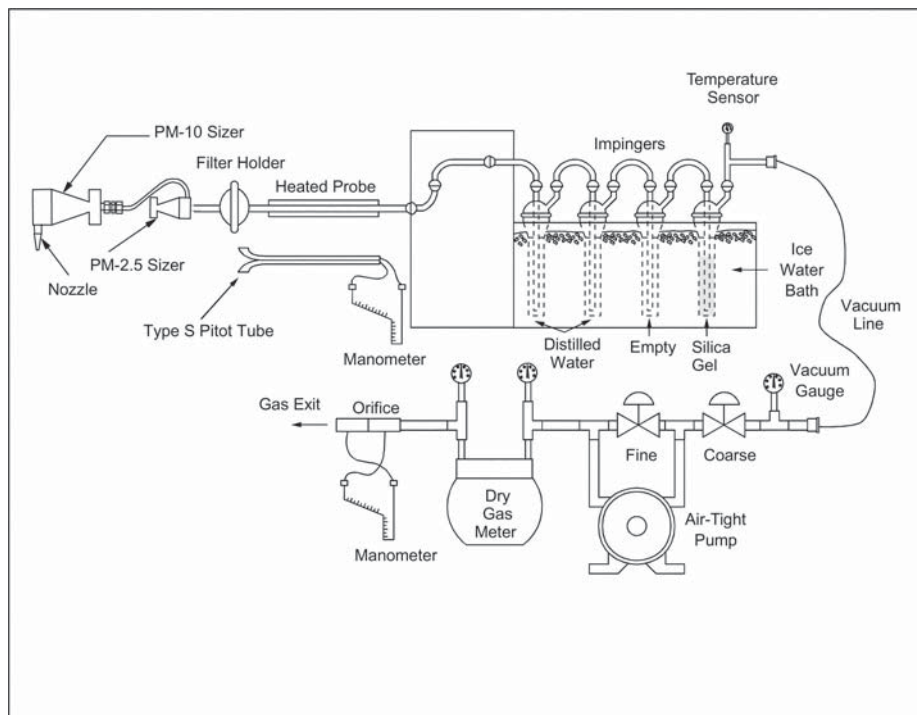 Temperature
Sensor
PM-10 Sizer
Impingers
Filter Holder
Heated Probe
Nozzle
PM-2.5 Sizer
Ice
Water
Bath
Type S Pitot Tube
Vacuum
Line
Manometer
Distilled
Water
Empty
Silica
Gel
Vacuum
Gauge
Gas Exit
Orifice
Fine
Coarse
Dry
Gas
Meter
Air-Tight
Pump
Manometer